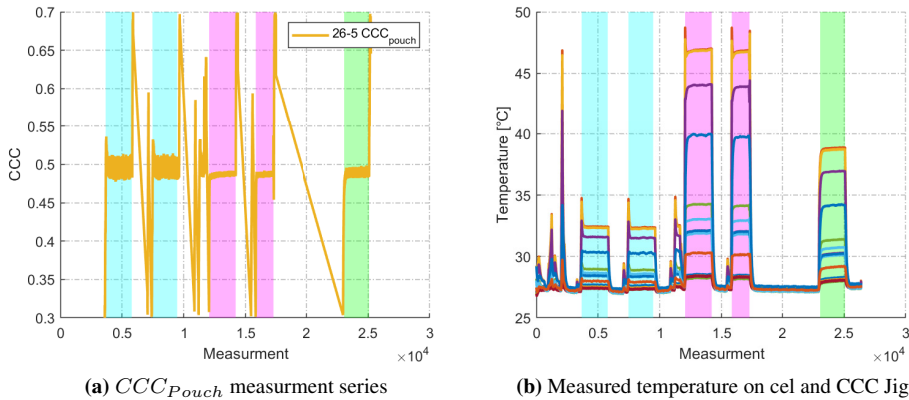 0.7
0.65
0.6
0.55
0.5
0.45
0.4
0.35
0.3
CCC
26-5 CCC_pouch
0 0.5 1 1.5 2 2.5 3
Measurment
×10^4
(a) CCC_Pouch measurment series
50
45
40
35
30
25
Temperature [°C]
0 0.5 1 1.5 2 2.5 3
Measurment
×10^4
(b) Measured temperature on cel and CCC Jig